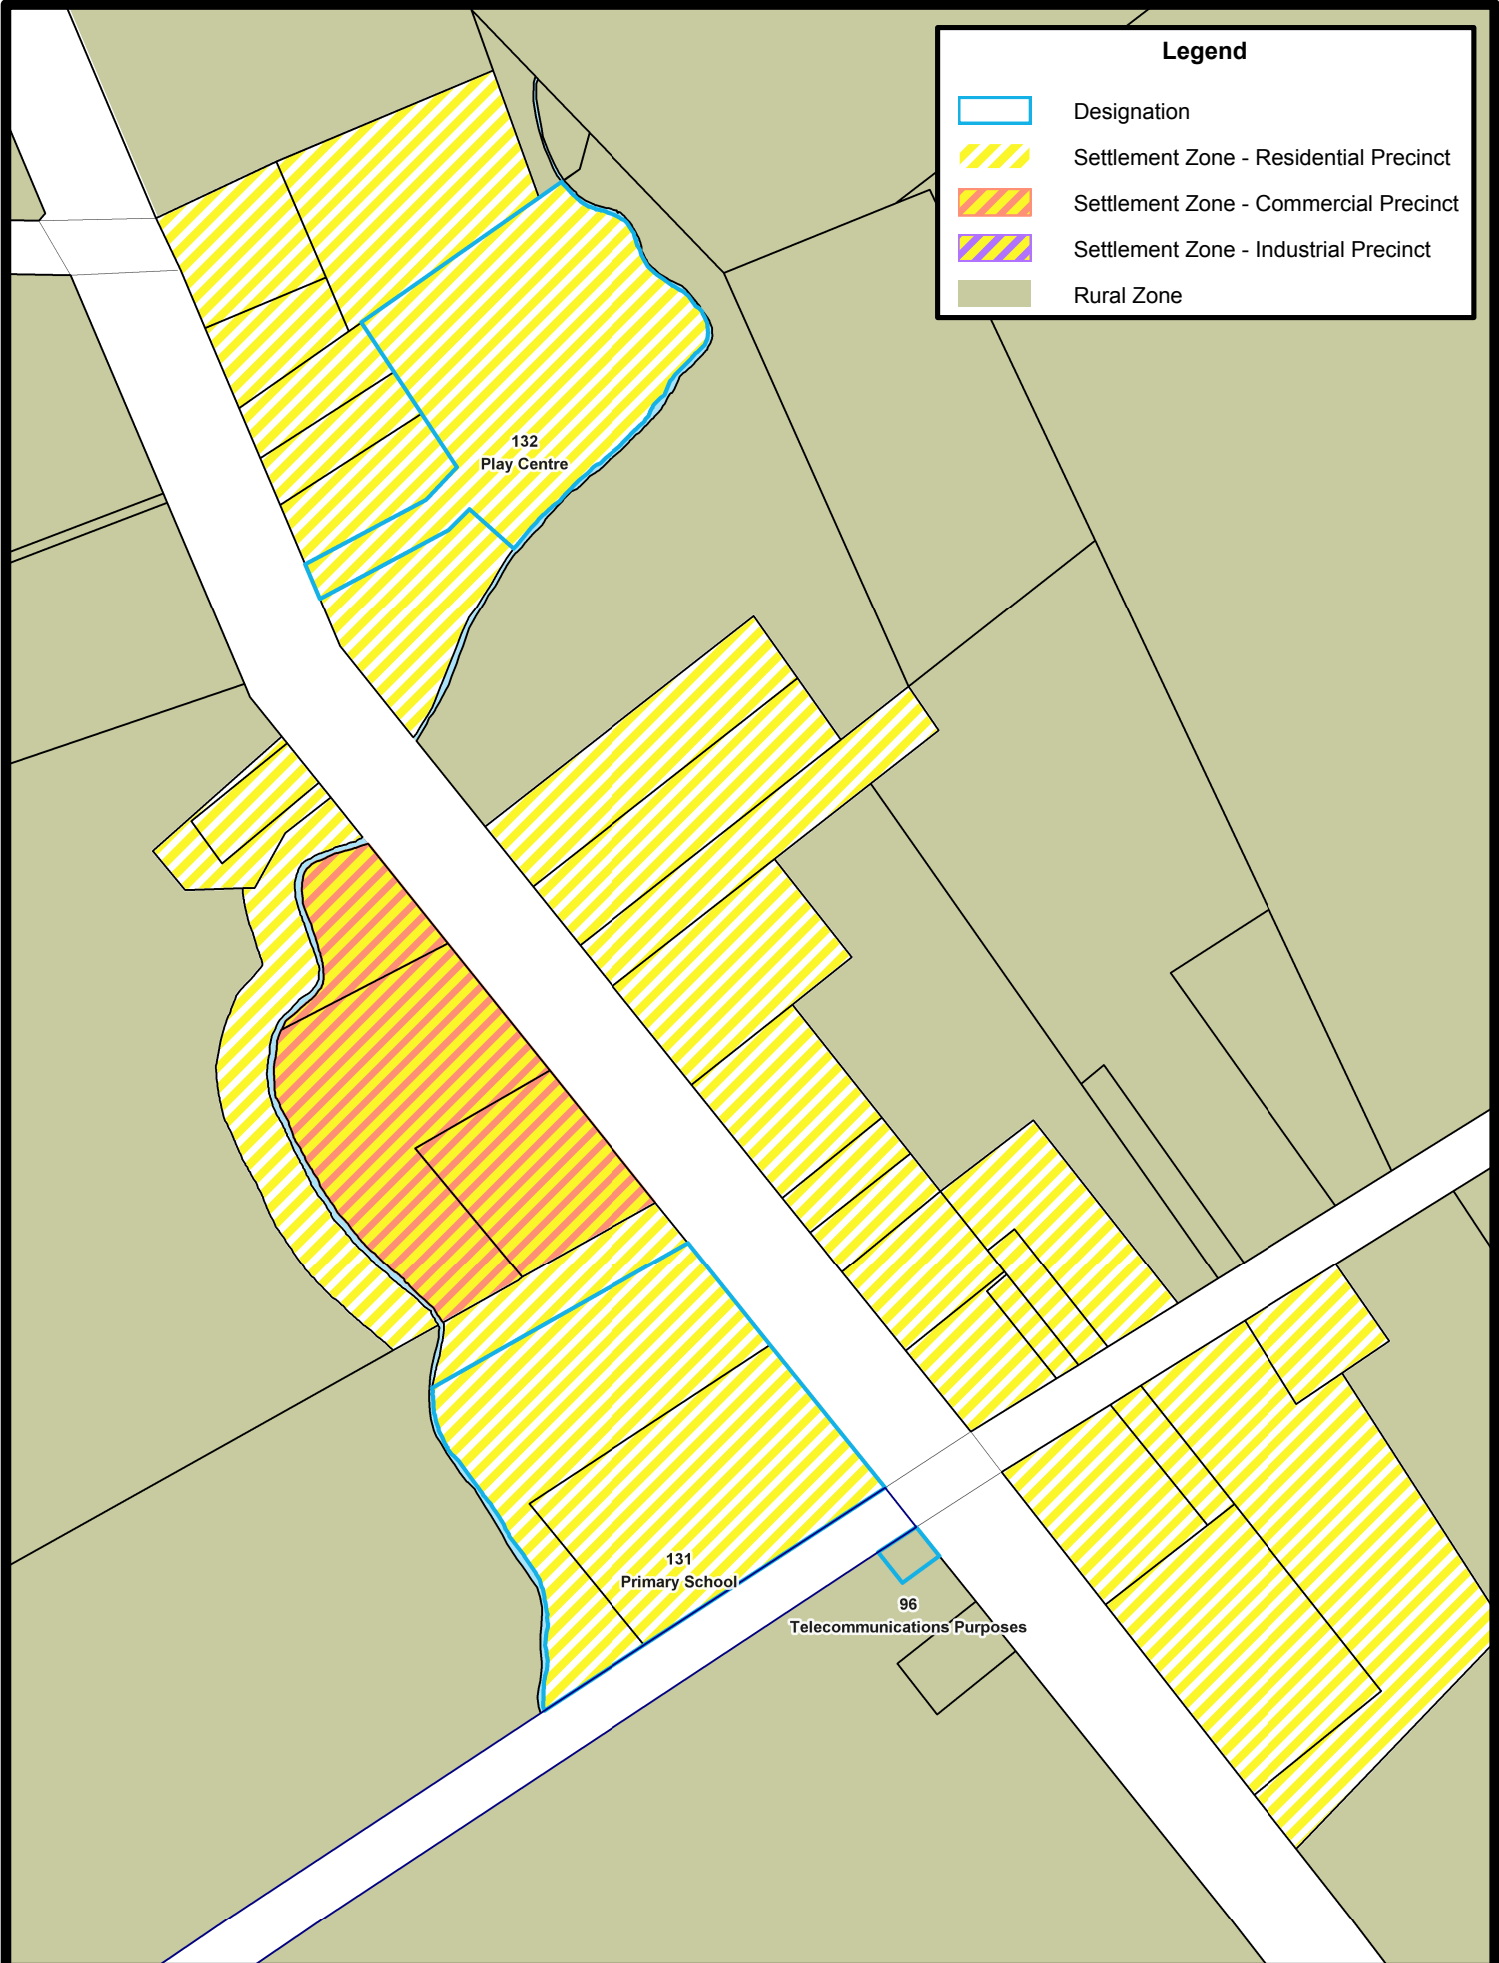 Legend
Designation
Settlement Zone - Residential Precinct
Settlement Zone - Commercial Precinct
Settlement Zone - Industrial Precinct
Rural Zone
132
Play Centre
131
Primary School
96
Telecommunications Purposes